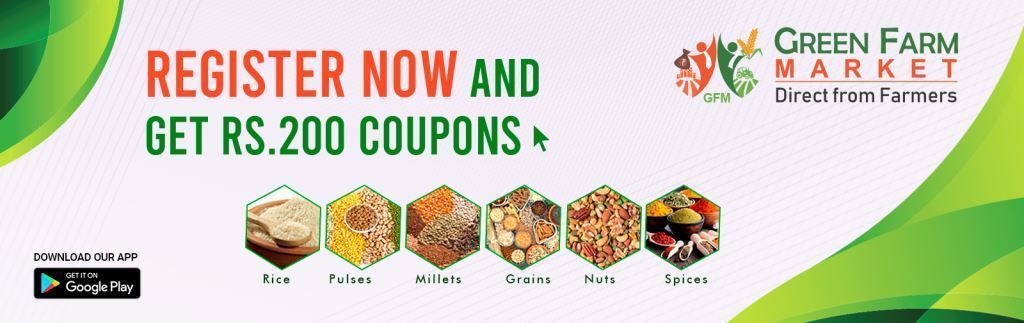 REGISTER NOW AND
GET RS.200 COUPONS
GFM
GREEN FARM
MARKET
Direct from Farmers
Rice
Pulses
Millets
Grains
Nuts
Spices
DOWNLOAD OUR APP
GET IT ON
Google Play